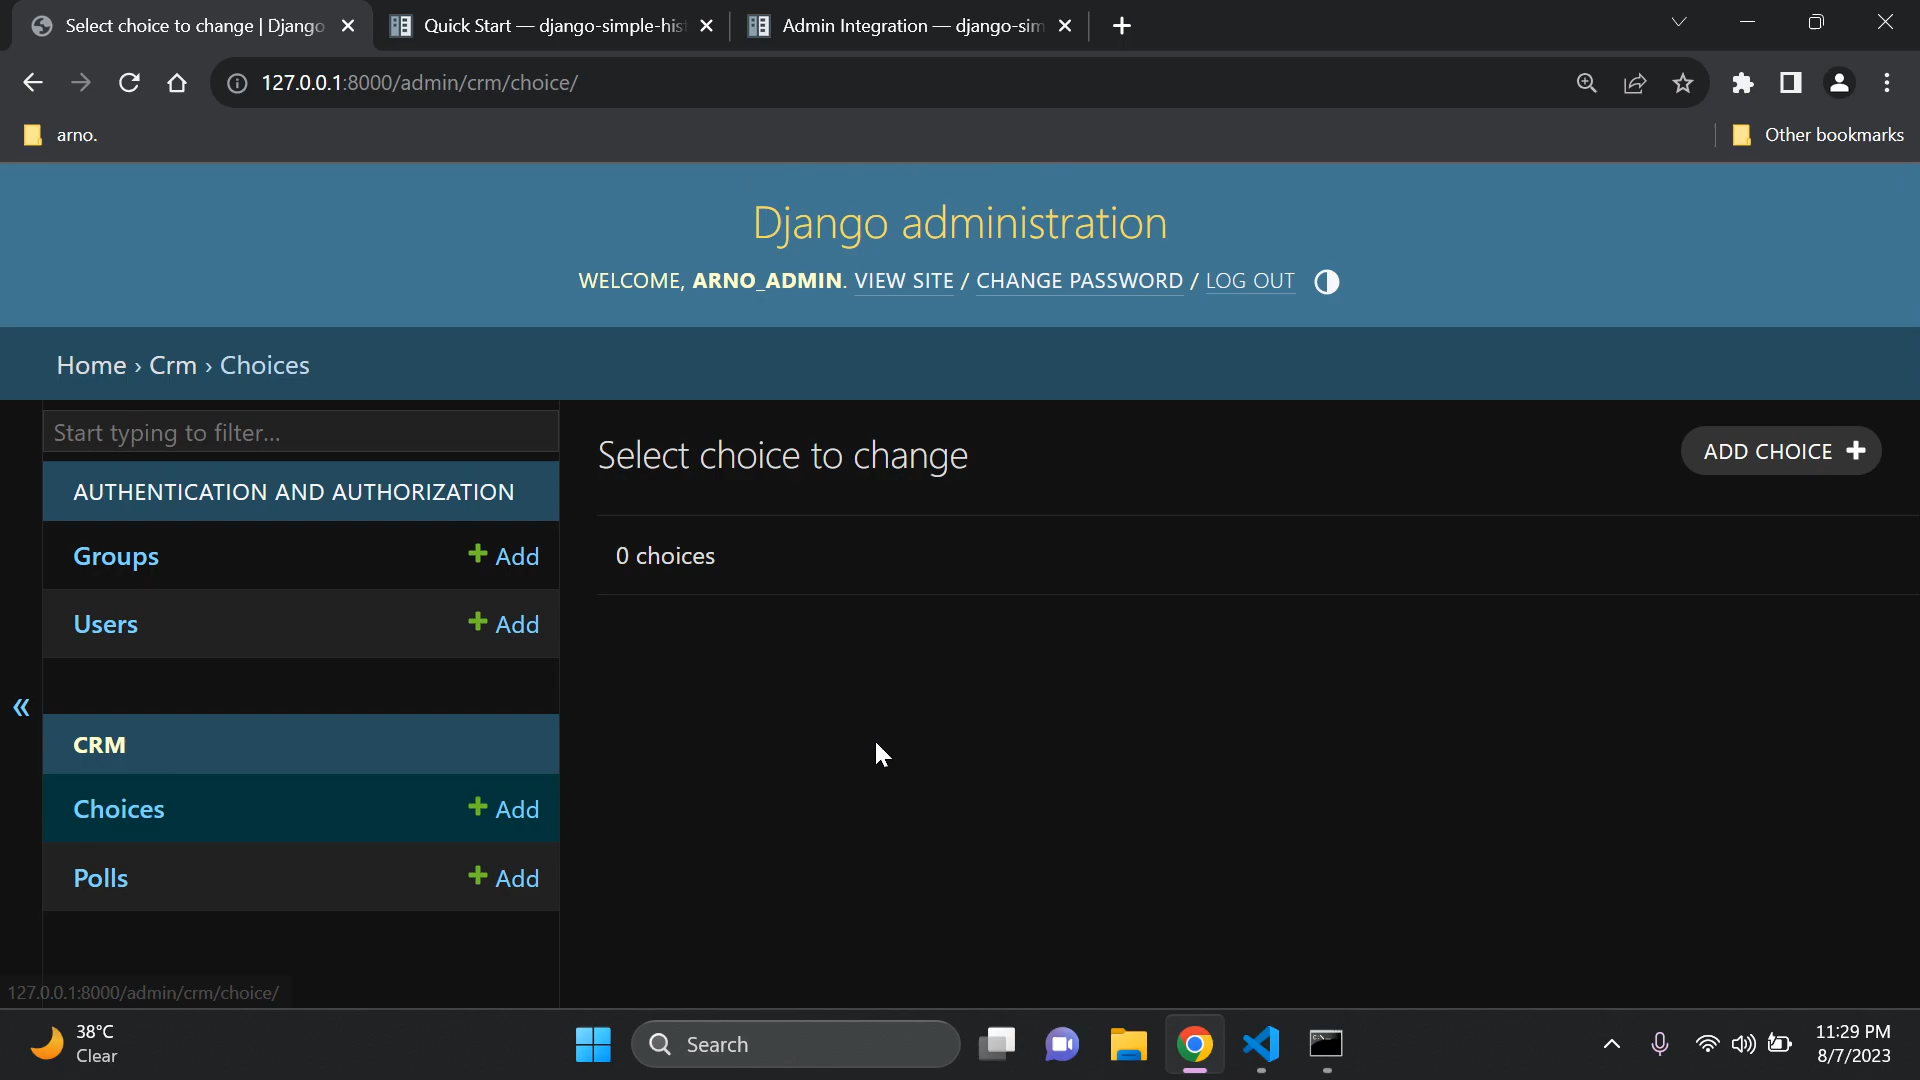 Select choice to change | Django
Quick Start — django-simple-his
Admin Integration — django-sim
127.0.0.1:8000/admin/crm/choice/
arno.
Other bookmarks
Django administration
WELCOME, ARNO_ADMIN. VIEW SITE / CHANGE PASSWORD / LOG OUT
Home › Crm › Choices
Start typing to filter...
Select choice to change
ADD CHOICE
AUTHENTICATION AND AUTHORIZATION
Groups
Add
0 choices
Users
Add
CRM
Choices
Add
Polls
Add
127.0.0.1:8000/admin/crm/choice/
38°C
Clear
Search
11:29 PM
8/7/2023